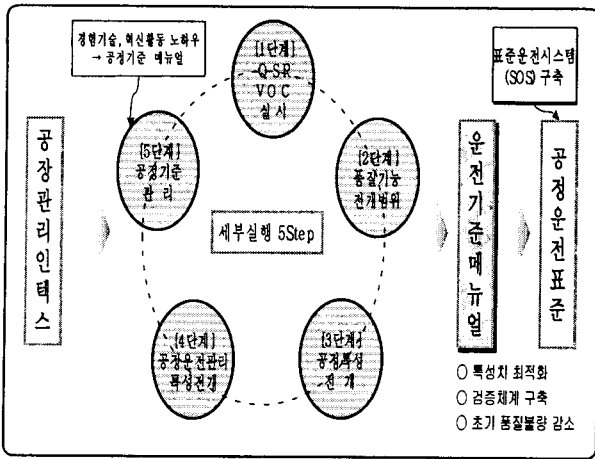 경험기술, 혁신활동 노하우
→ 공정기준 메뉴얼
표준운전시스템
(SOS) 구축
[1단계]
Q-SR
VOC
실시
[5단계]
공정기준
관리
[2단계]
품질기능
전개범위
세부실행 5Step
[4단계]
공장운전관리
특성전개
[3단계]
공정특성
전개
공장관리인텍스
운전기준메뉴얼
공정운전표준
○ 특성차 최적화
○ 검증체계 구축
○ 초기 품질불량 감소